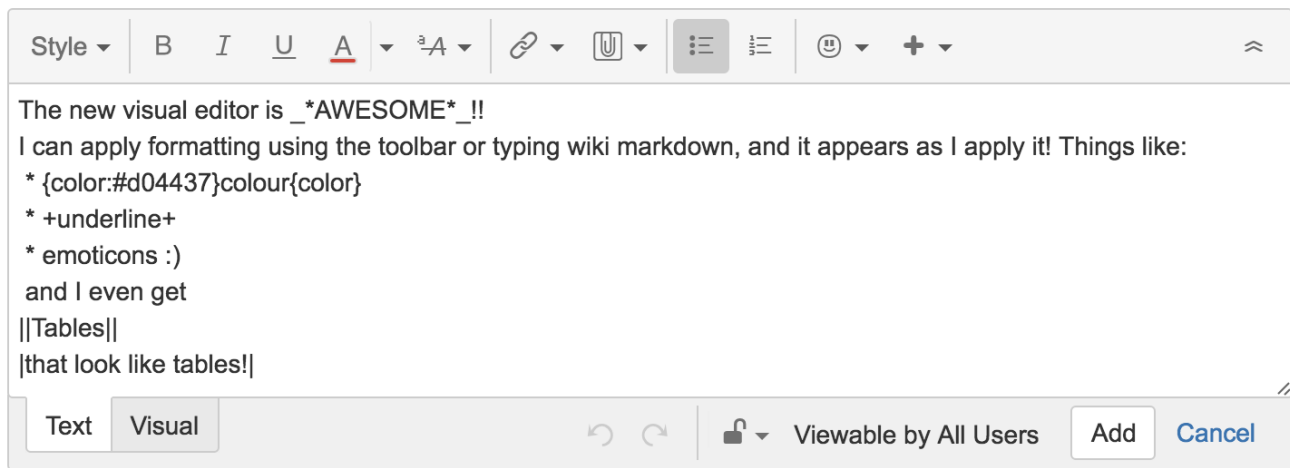 Style B I U A ªA
The new visual editor is _*AWESOME*_!!
I can apply formatting using the toolbar or typing wiki markdown, and it appears as I apply it! Things like:
* {color:#d04437}colour{color}
* +underline+
* emoticons :)
and I even get
||Tables||
|that look like tables!|
Text Visual Viewable by All Users Add Cancel